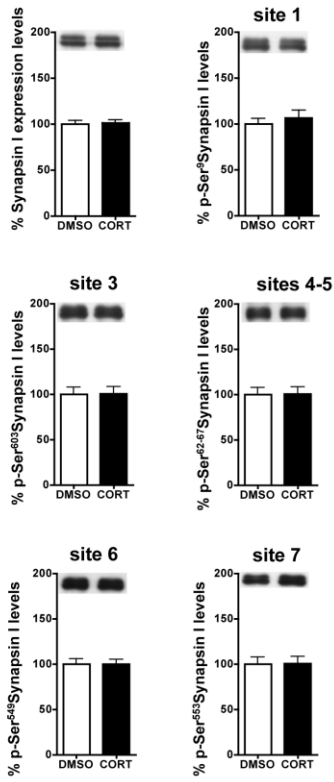 % Synapsin I expression levels
200
150
100
50
0
DMSO CORT
site 1
% p-Ser⁹Synapsin I levels
200
150
100
50
0
DMSO CORT
site 3
% p-Ser⁶⁰³Synapsin I levels
200
150
100
50
0
DMSO CORT
sites 4-5
% p-Ser⁶²⁻⁶⁷Synapsin I levels
200
150
100
50
0
DMSO CORT
site 6
% p-Ser⁵⁴⁹Synapsin I levels
200
150
100
50
0
DMSO CORT
site 7
% p-Ser⁵⁵³Synapsin I levels
200
150
100
50
0
DMSO CORT